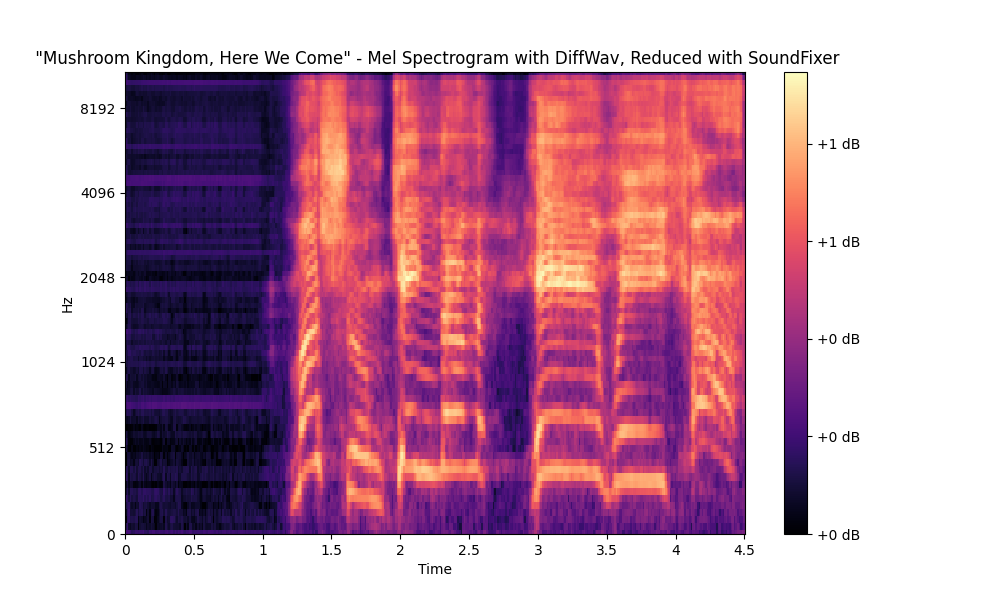 "Mushroom Kingdom, Here We Come" - Mel Spectrogram with DiffWav, Reduced with SoundFixer
8192
4096
2048
1024
512
0
Hz
0 0.5 1 1.5 2 2.5 3 3.5 4 4.5
Time
+1 dB
+1 dB
+0 dB
+0 dB
+0 dB